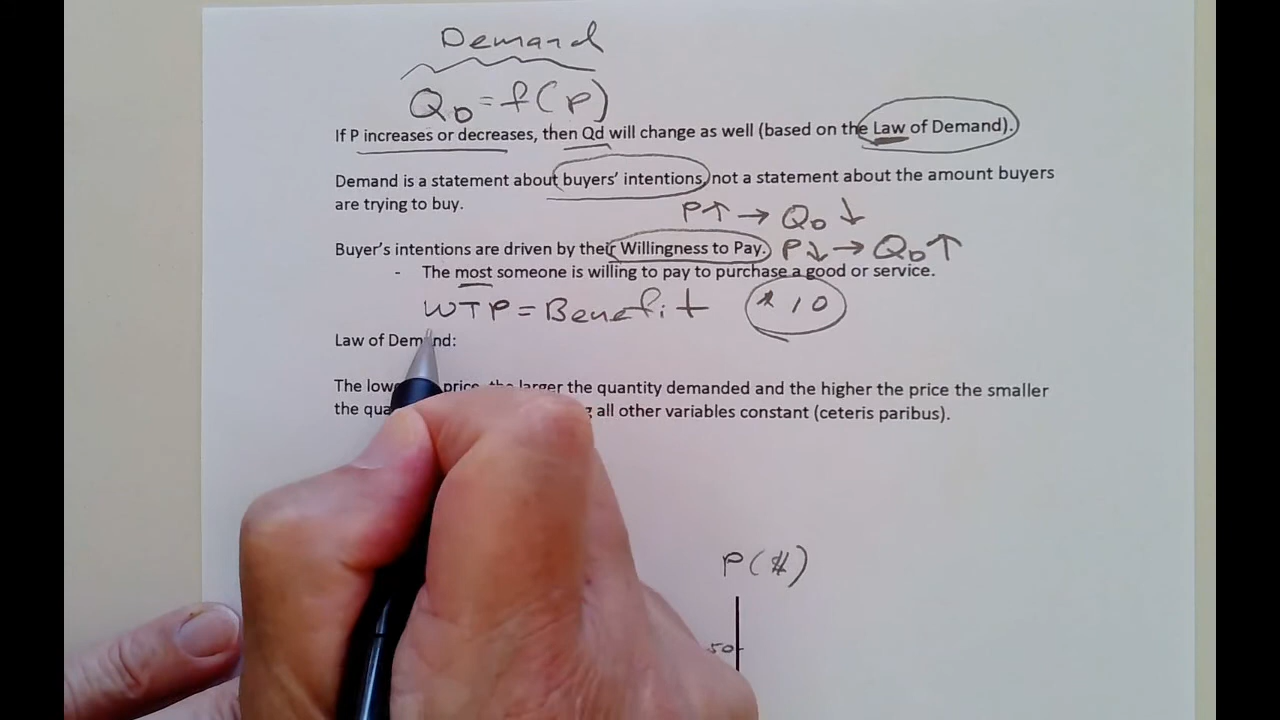 Demand
QD = f(P)
If P increases or decreases, then Qd will change as well (based on the Law of Demand).
Demand is a statement about buyers’ intentions, not a statement about the amount buyers
are trying to buy.
P↑ → QD ↓
Buyer’s intentions are driven by their Willingness to Pay. P↓ → QD↑
- The most someone is willing to pay to purchase a good or service.
WTP = Benefit $10
Law of Demand:
The price the larger the quantity demanded and the higher the price the smaller
the all other variables constant (ceteris paribus).
P($)
50